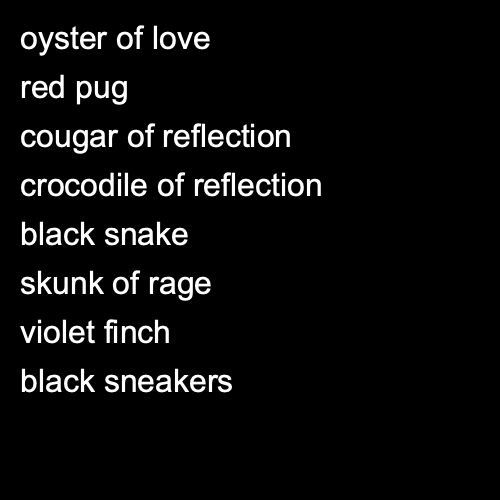 oyster of love
red pug
cougar of reflection
crocodile of reflection
black snake
skunk of rage
violet finch
black sneakers